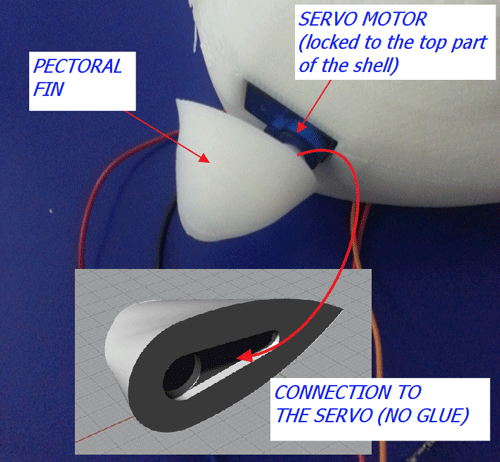 SERVO MOTOR
(locked to the top part
of the shell)
PECTORAL
FIN
CONNECTION TO
THE SERVO (NO GLUE)